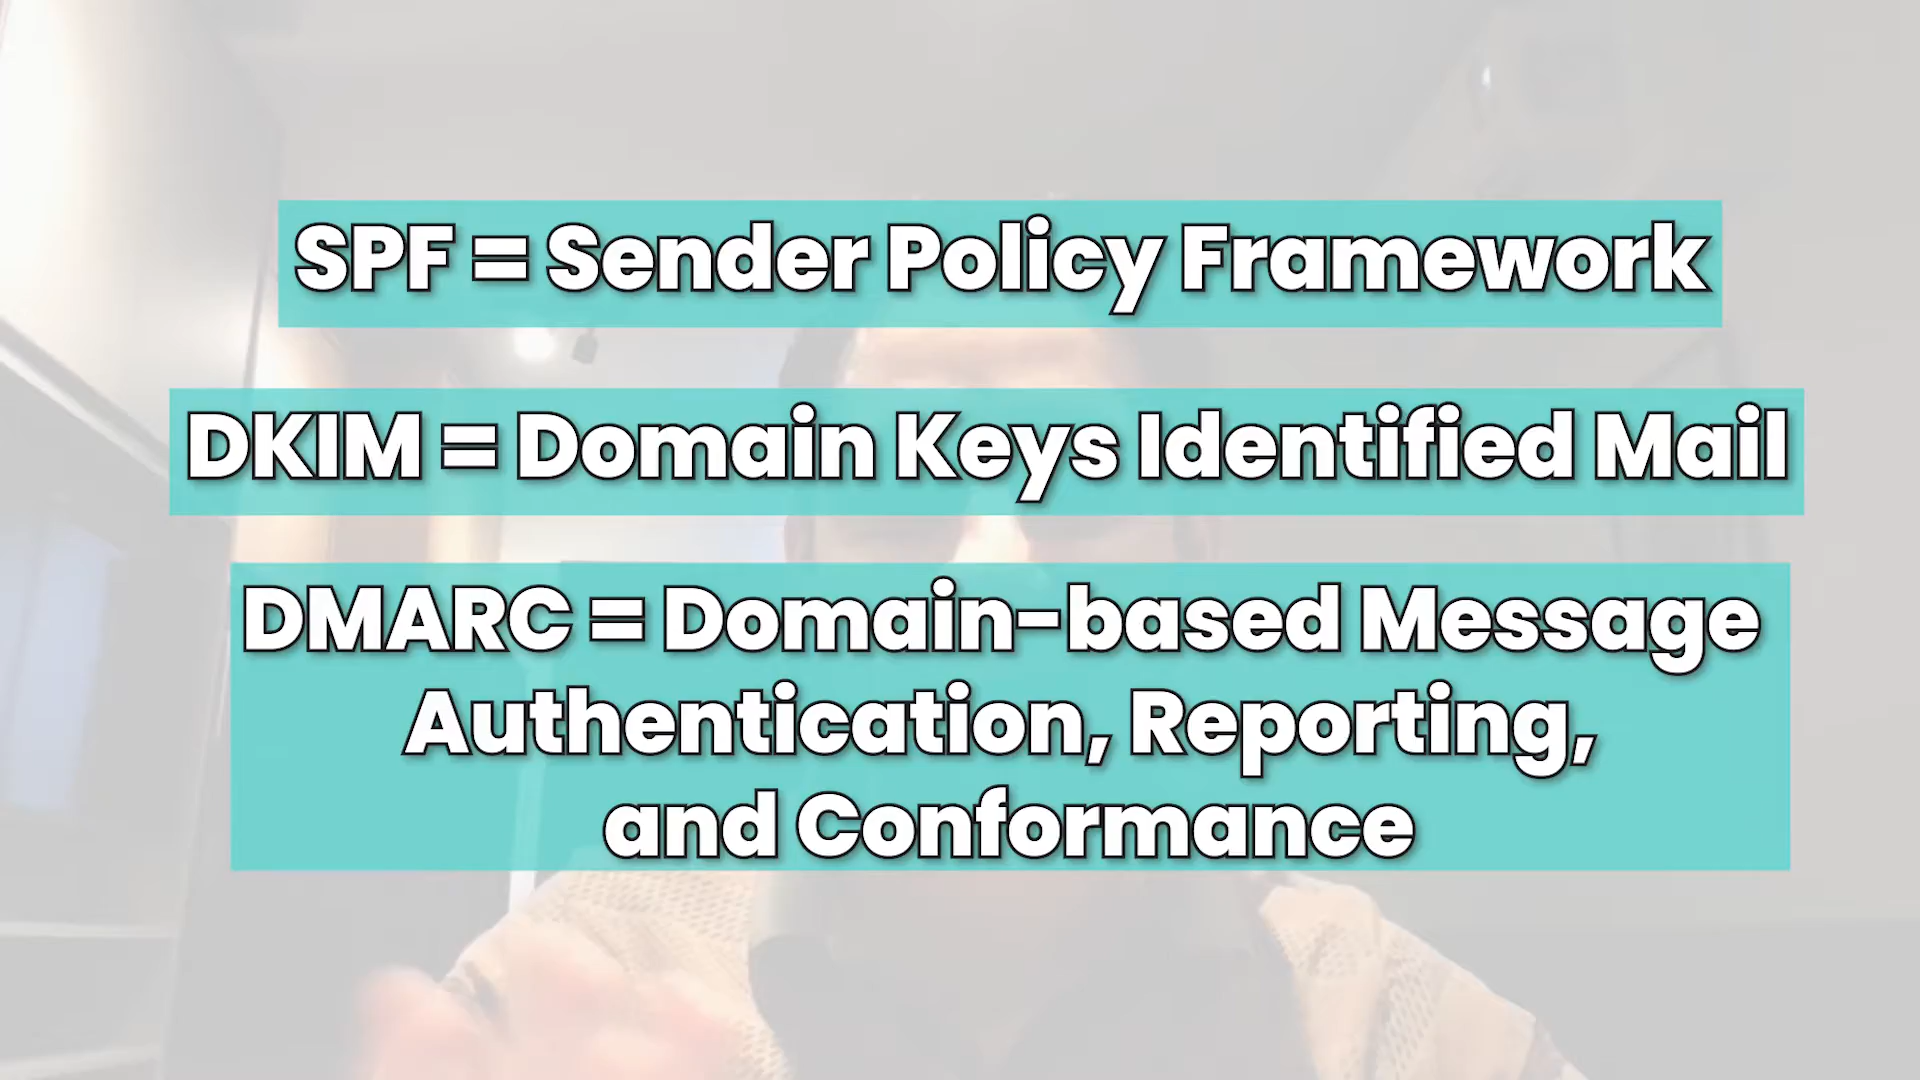 SPF = Sender Policy Framework
DKIM = Domain Keys Identified Mail
DMARC = Domain-based Message
Authentication, Reporting,
and Conformance